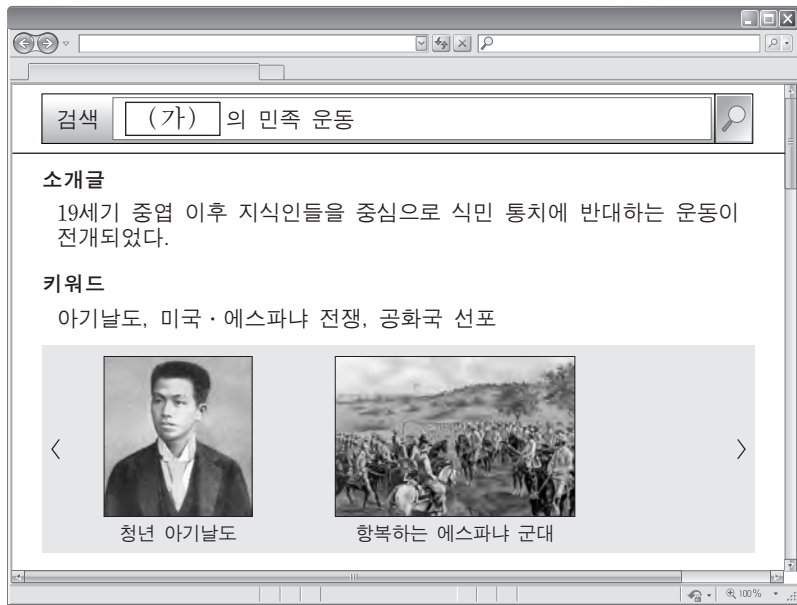 검색 (가) 의 민족 운동
소개글
19세기 중엽 이후 지식인들을 중심으로 식민 통치에 반대하는 운동이
전개되었다.
키워드
아기날도, 미국·에스파냐 전쟁, 공화국 선포
청년 아기날도 항복하는 에스파냐 군대
100%